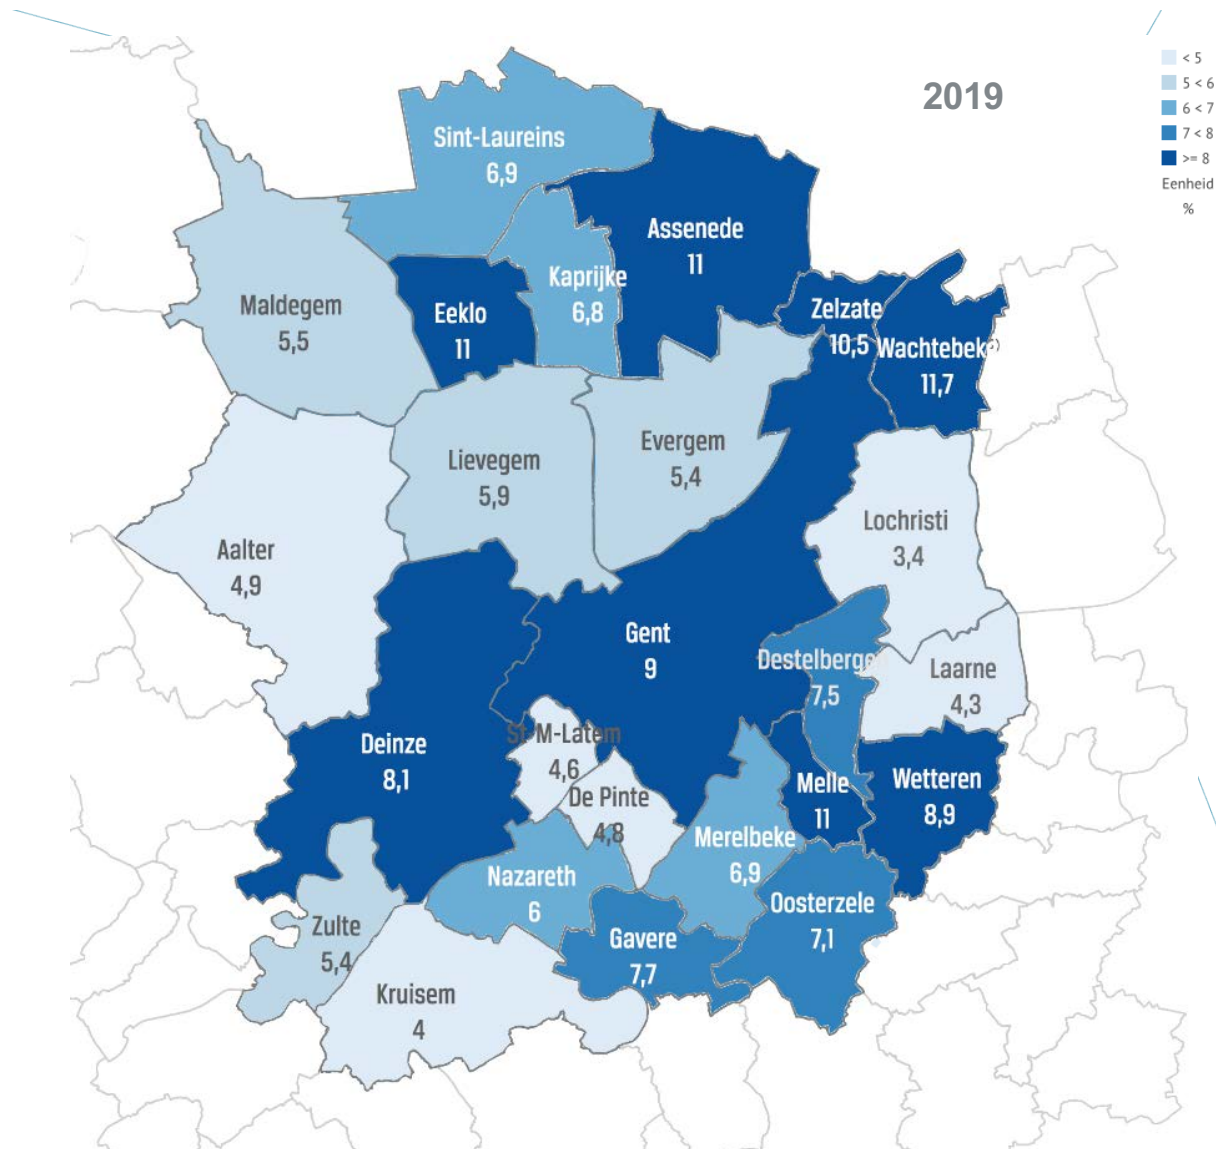 2019
< 5
5 < 6
6 < 7
7 < 8
>= 8
Eenheid
%
Sint-Laureins
6,9
Assenede
11
Kaprijke
6,8
Maldegem
5,5
Eeklo
11
Zelzate
10,5
Wachtebeke
11,7
Evergem
5,4
Lievegem
5,9
Lochristi
3,4
Aalter
4,9
Gent
9
Destelbergen
7,5
Laarne
4,3
St-M-Latem
4,6
Deinze
8,1
De Pinte
4,8
Melle
11
Wetteren
8,9
Merelbeke
6,9
Nazareth
6
Oosterzele
7,1
Zulte
5,4
Gavere
7,7
Kruisem
4